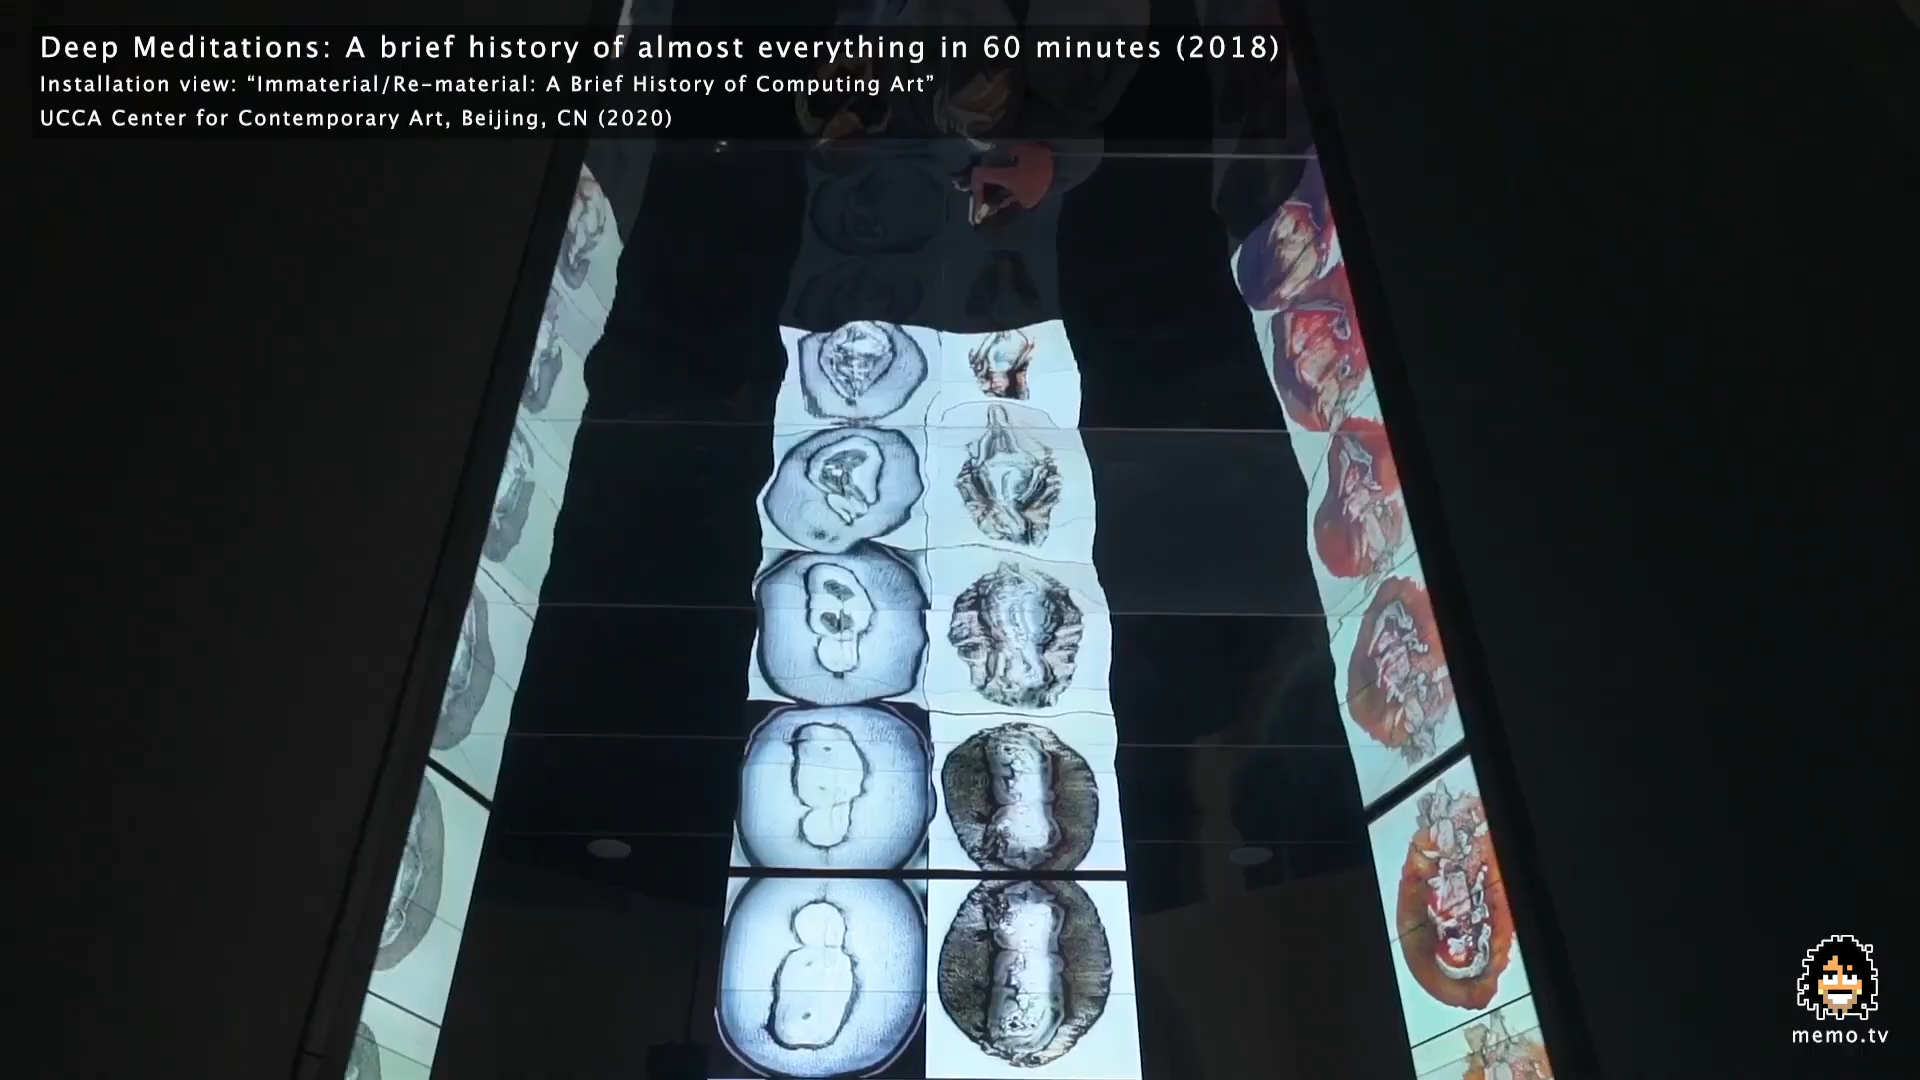 Deep Meditations: A brief history of almost everything in 60 minutes (2018)
Installation view: “Immaterial/Re-material: A Brief History of Computing Art”
UCCA Center for Contemporary Art, Beijing, CN (2020)
memo.tv